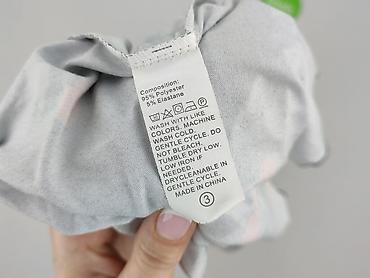 Composition:
95% Polyester
5% Elastane
WASH WITH LIKE
COLORS, MACHINE
WASH COLD.
GENTLE CYCLE. DO
NOT BLEACH.
TUMBLE DRY LOW.
LOW IRON IF
NEEDED.
DRYCLEANABLE IN
GENTLE CYCLE.
MADE IN CHINA
3